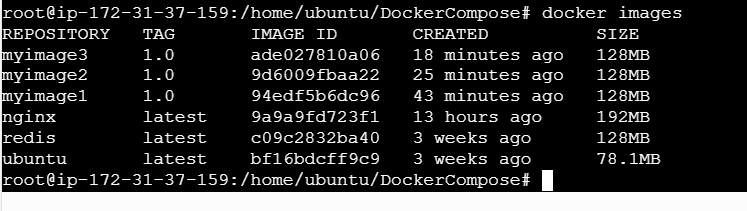 root@ip-172-31-37-159:/home/ubuntu/DockerCompose# docker images
REPOSITORY   TAG       IMAGE ID       CREATED          SIZE
myimage3     1.0       ade027810a06   18 minutes ago   128MB
myimage2     1.0       9d6009fbaa22   25 minutes ago   128MB
myimage1     1.0       94edf5b6dc96   43 minutes ago   128MB
nginx        latest    9a9a9fd723f1   13 hours ago     192MB
redis        latest    c09c2832ba40   3 weeks ago      128MB
ubuntu       latest    bf16bdcff9c9   3 weeks ago      78.1MB
root@ip-172-31-37-159:/home/ubuntu/DockerCompose#